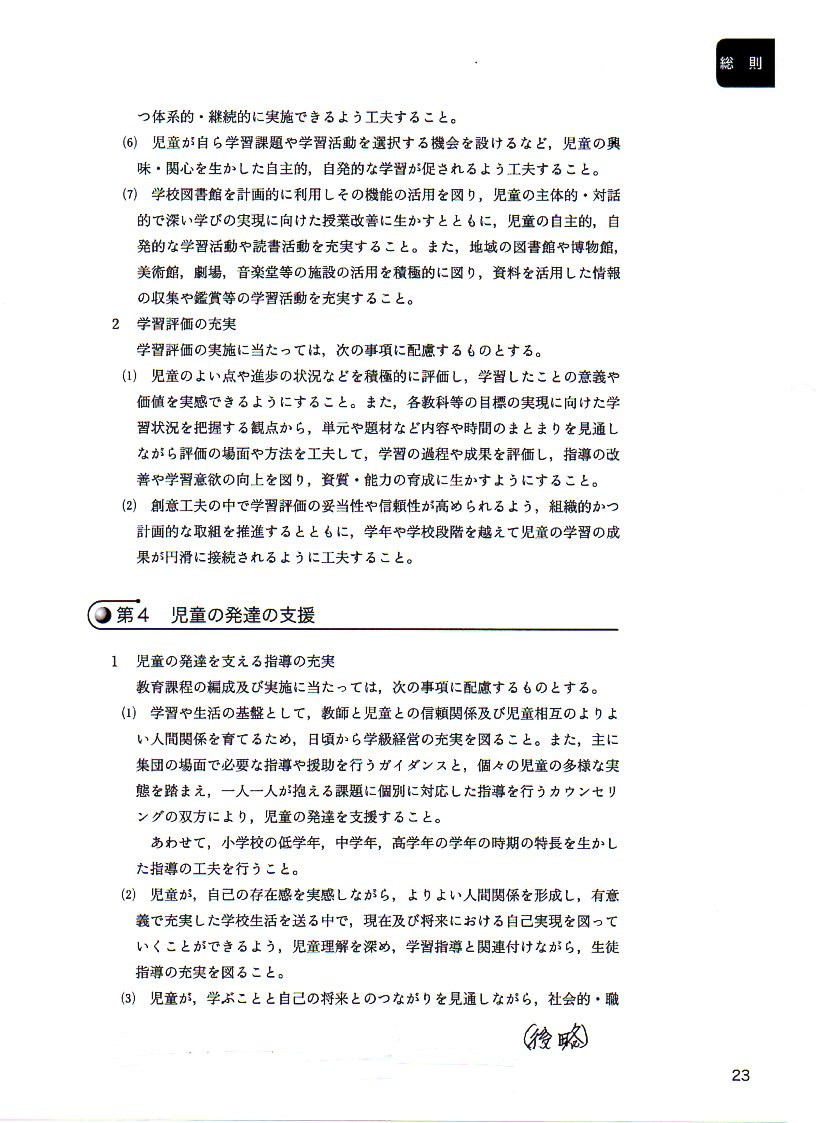 総　則
つ体系的・継続的に実施できるよう工夫すること。
(6)　児童が自ら学習課題や学習活動を選択する機会を設けるなど，児童の興
味・関心を生かした自主的，自発的な学習が促されるよう工夫すること。
(7)　学校図書館を計画的に利用しその機能の活用を図り，児童の主体的・対話
的で深い学びの実現に向けた授業改善に生かすとともに，児童の自主的，自
発的な学習活動や読書活動を充実すること。また，地域の図書館や博物館，
美術館，劇場，音楽堂等の施設の活用を積極的に図り，資料を活用した情報
の収集や鑑賞等の学習活動を充実すること。
2　学習評価の充実
学習評価の実施に当たっては，次の事項に配慮するものとする。
(1)　児童のよい点や進歩の状況などを積極的に評価し，学習したことの意義や
価値を実感できるようにすること。また，各教科等の目標の実現に向けた学
習状況を把握する観点から，単元や題材など内容や時間のまとまりを見通し
ながら評価の場面や方法を工夫して，学習の過程や成果を評価し，指導の改
善や学習意欲の向上を図り，資質・能力の育成に生かすようにすること。
(2)　創意工夫の中で学習評価の妥当性や信頼性が高められるよう，組織的かつ
計画的な取組を推進するとともに，学年や学校段階を越えて児童の学習の成
果が円滑に接続されるように工夫すること。
第4　児童の発達の支援
1　児童の発達を支える指導の充実
教育課程の編成及び実施に当たっては，次の事項に配慮するものとする。
(1)　学習や生活の基盤として，教師と児童との信頼関係及び児童相互のよりよ
い人間関係を育てるため，日頃から学級経営の充実を図ること。また，主に
集団の場面で必要な指導や援助を行うガイダンスと，個々の児童の多様な実
態を踏まえ，一人一人が抱える課題に個別に対応した指導を行うカウンセリ
ングの双方により，児童の発達を支援すること。
あわせて，小学校の低学年，中学年，高学年の学年の時期の特長を生かし
た指導の工夫を行うこと。
(2)　児童が，自己の存在感を実感しながら，よりよい人間関係を形成し，有意
義で充実した学校生活を送る中で，現在及び将来における自己実現を図って
いくことができるよう，児童理解を深め，学習指導と関連付けながら，生徒
指導の充実を図ること。
(3)　児童が，学ぶことと自己の将来とのつながりを見通しながら，社会的・職
(後略)
23